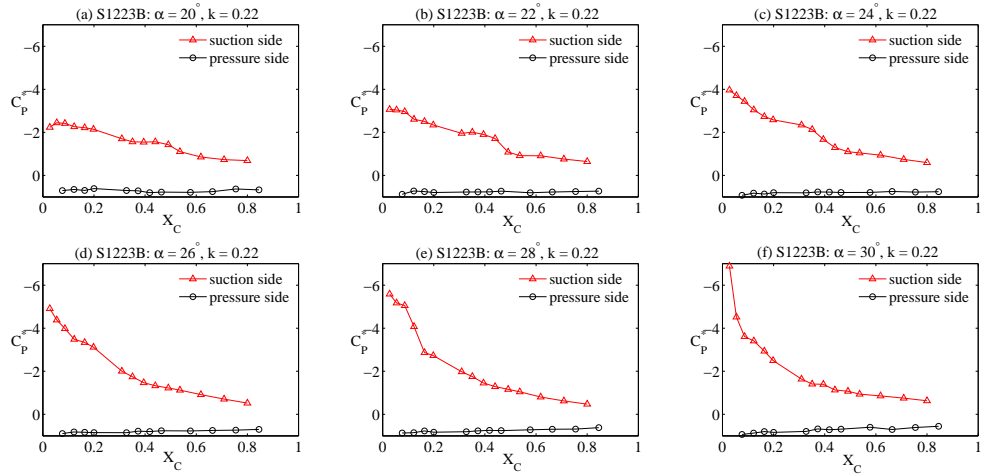 (a) S1223B: α = 20°, k = 0.22
(b) S1223B: α = 22°, k = 0.22
(c) S1223B: α = 24°, k = 0.22
−6
−4
−2
0
C_P^*
suction side
pressure side
0 0.2 0.4 0.6 0.8 1
X_C
−6
−4
−2
0
C_P^*
suction side
pressure side
0 0.2 0.4 0.6 0.8 1
X_C
−6
−4
−2
0
C_P^*
suction side
pressure side
0 0.2 0.4 0.6 0.8 1
X_C
(d) S1223B: α = 26°, k = 0.22
(e) S1223B: α = 28°, k = 0.22
(f) S1223B: α = 30°, k = 0.22
−6
−4
−2
0
C_P^*
suction side
pressure side
0 0.2 0.4 0.6 0.8 1
X_C
−6
−4
−2
0
C_P^*
suction side
pressure side
0 0.2 0.4 0.6 0.8 1
X_C
−6
−4
−2
0
C_P^*
suction side
pressure side
0 0.2 0.4 0.6 0.8 1
X_C